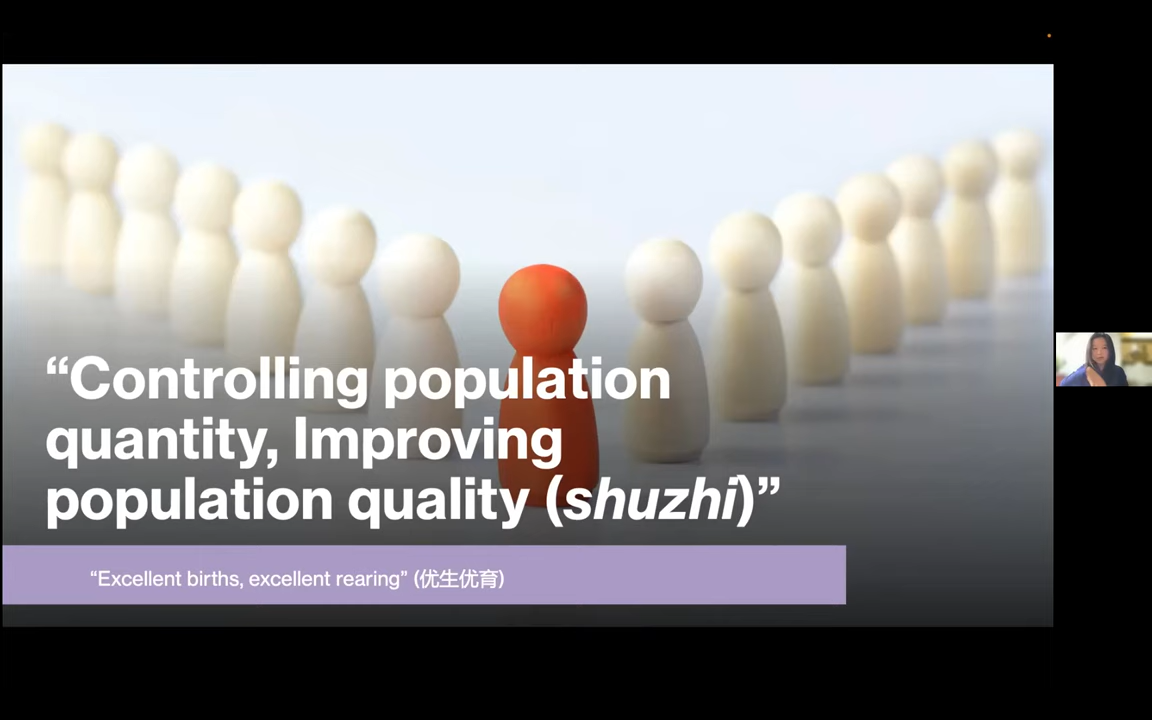 “Controlling population
quantity, Improving
population quality (shuzhi)”
“Excellent births, excellent rearing” (优生优育)